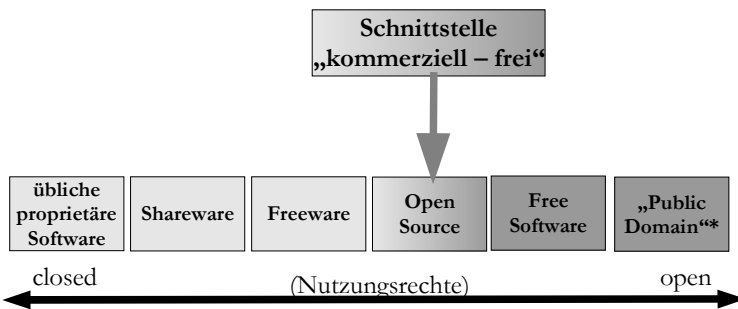 Schnittstelle
„kommerziell – frei“
übliche
proprietäre
Software
Shareware
Freeware
Open
Source
Free
Software
„Public
Domain“*
closed
(Nutzungsrechte)
open